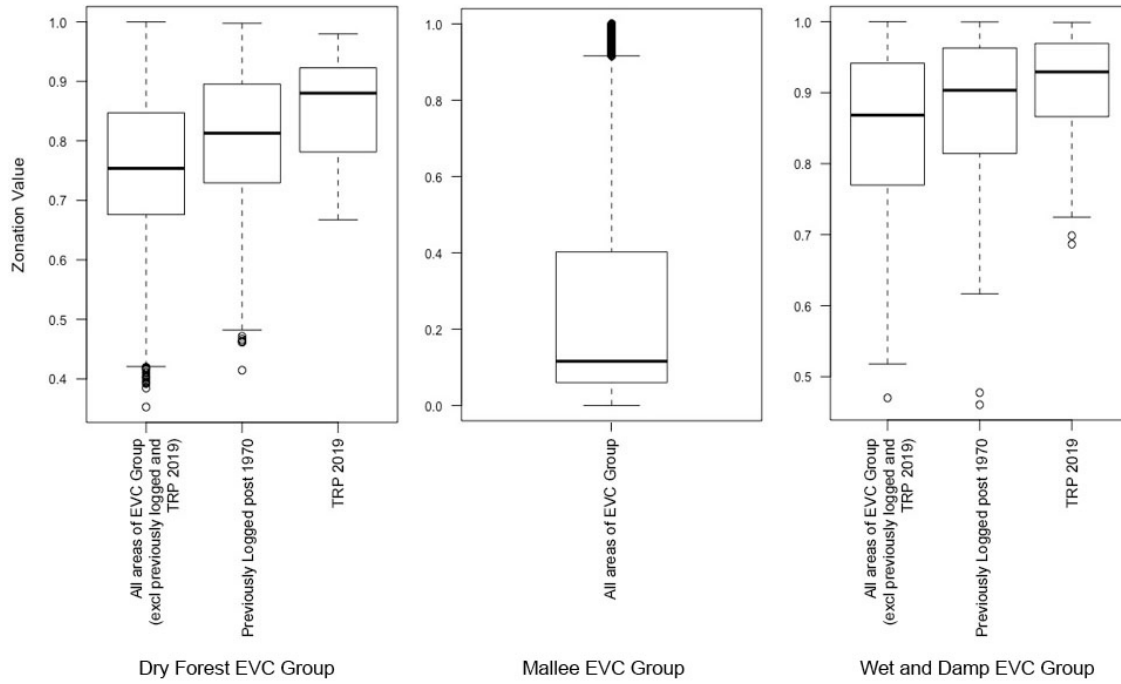 Zonation Value
1.0
0.9
0.8
0.7
0.6
0.5
0.4
All areas of EVC Group
(excl previously logged and
TRP 2019)
Previously Logged post 1970
TRP 2019
Dry Forest EVC Group
1.0
0.8
0.6
0.4
0.2
0.0
All areas of EVC Group
Mallee EVC Group
1.0
0.9
0.8
0.7
0.6
0.5
All areas of EVC Group
(excl previously logged and
TRP 2019)
Previously Logged post 1970
TRP 2019
Wet and Damp EVC Group